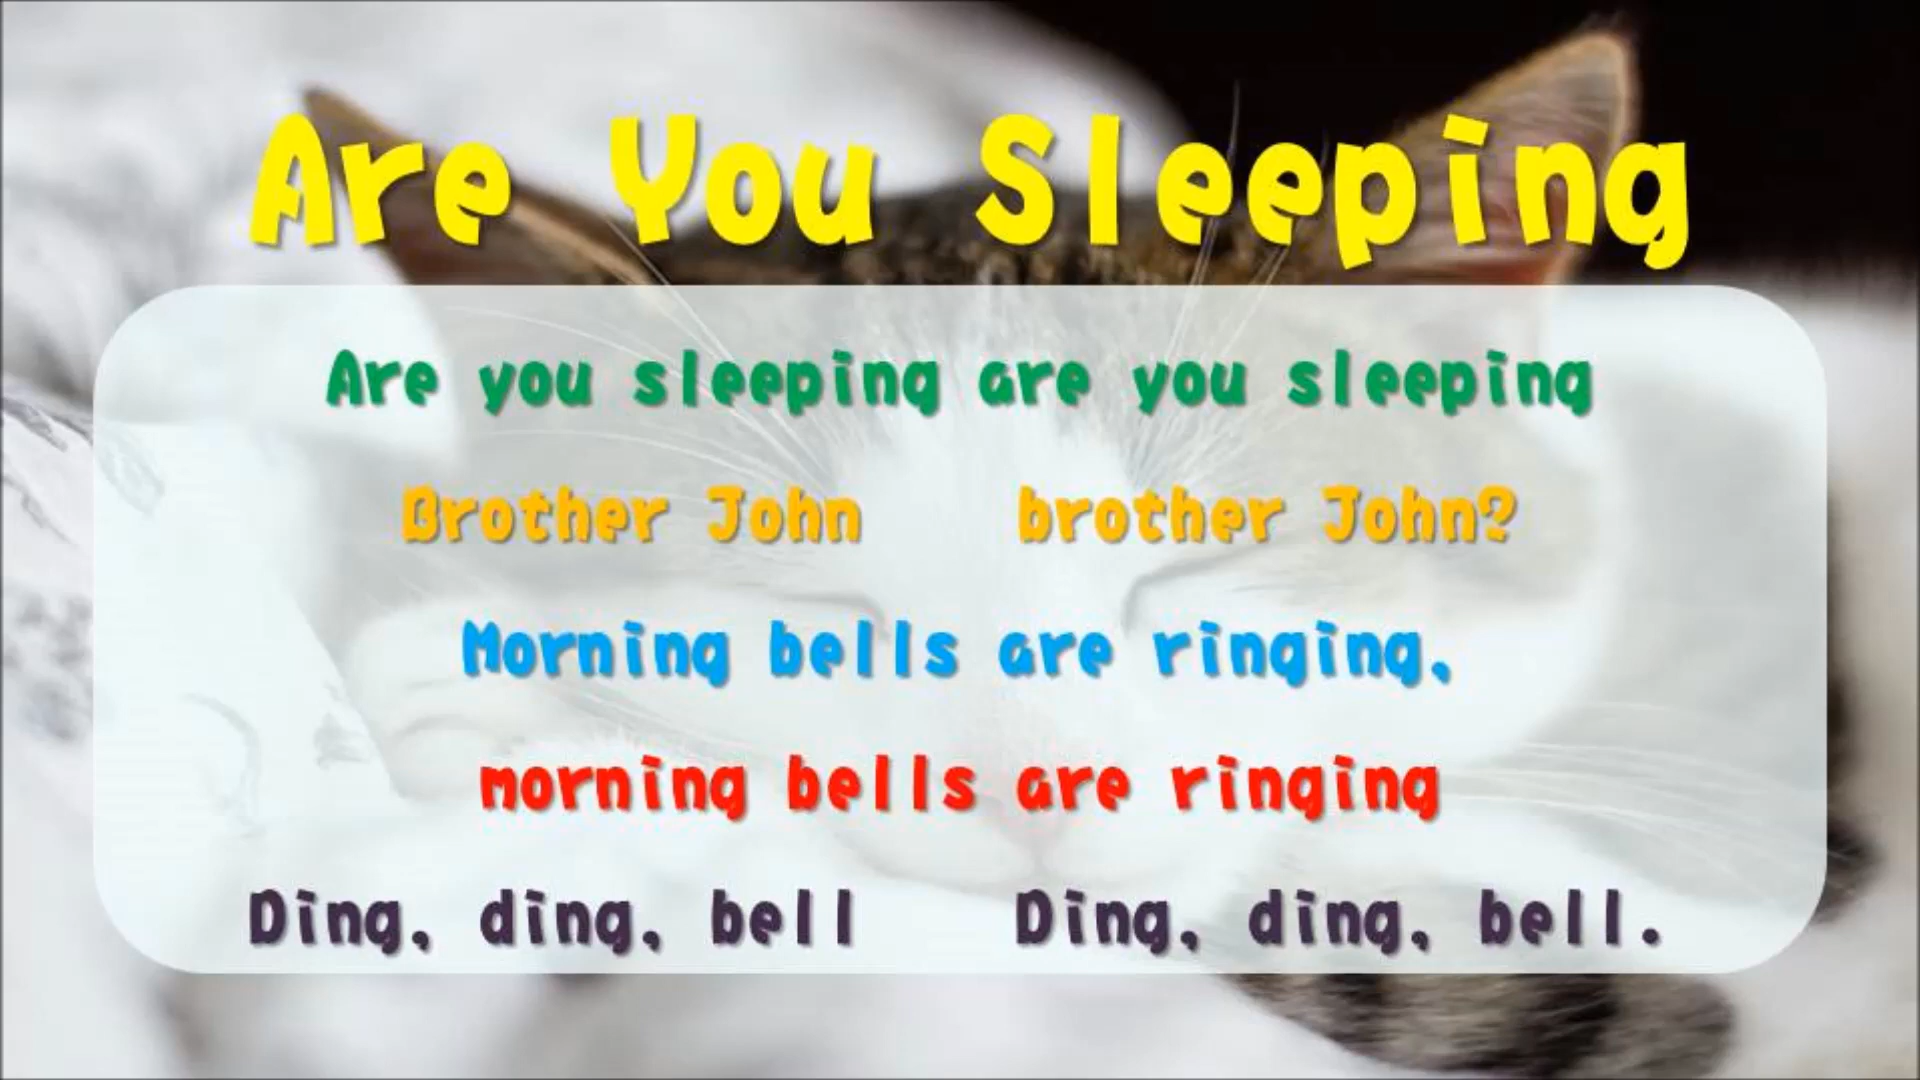 Are You Sleeping
Are you sleeping are you sleeping
Brother John brother John?
Morning bells are ringing,
morning bells are ringing
Ding, ding, bell Ding, ding, bell.